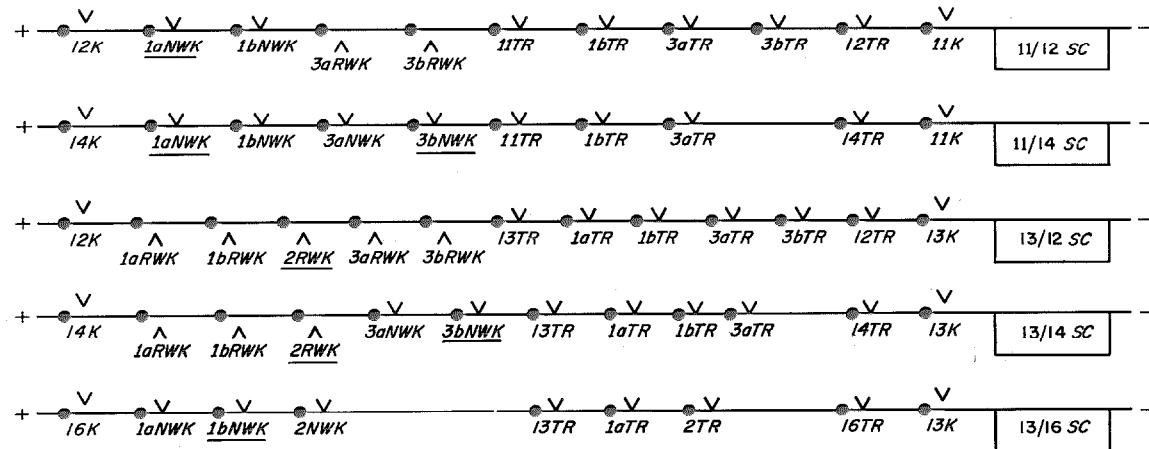 + 12K 1aNWK 1bNWK 3aRWK 3bRWK 11TR 1bTR 3aTR 3bTR 12TR 11K 11/12 SC -
+ 14K 1aNWK 1bNWK 3aNWK 3bNWK 11TR 1bTR 3aTR 14TR 11K 11/14 SC -
+ 12K 1aRWK 1bRWK 2RWK 3aRWK 3bRWK 13TR 1aTR 1bTR 3aTR 3bTR 12TR 13K 13/12 SC -
+ 14K 1aRWK 1bRWK 2RWK 3aNWK 3bNWK 13TR 1aTR 1bTR 3aTR 14TR 13K 13/14 SC -
+ 16K 1aNWK 1bNWK 2NWK 13TR 1aTR 2TR 16TR 13K 13/16 SC -